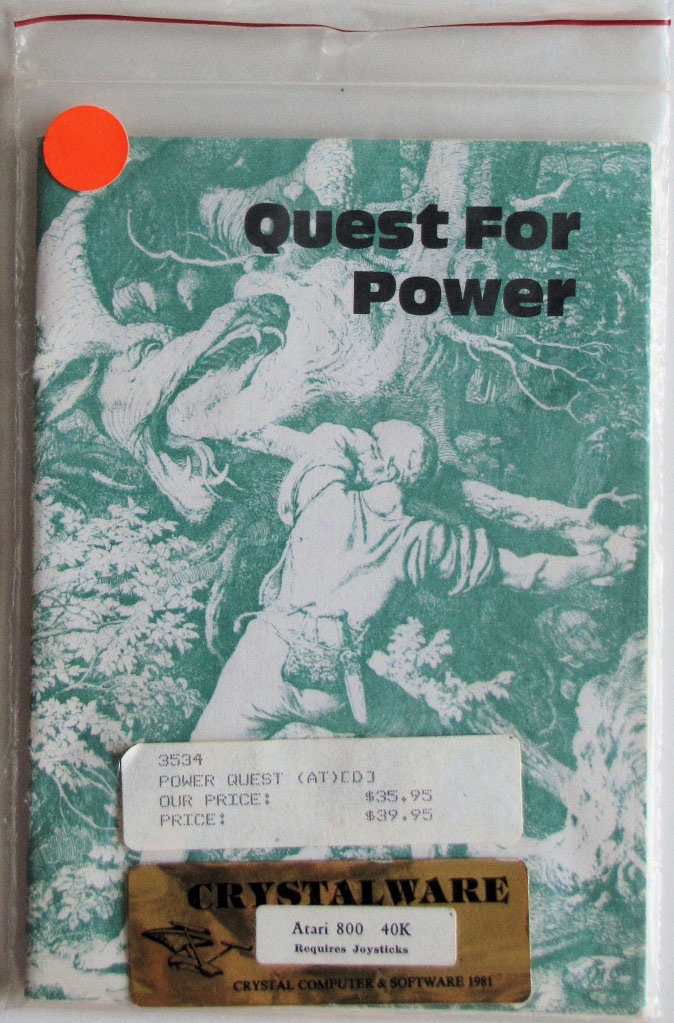 Quest For
Power
3534
POWER QUEST (AT)[D]
OUR PRICE: $35.95
PRICE: $39.95
CRYSTALWARE
Atari 800 40K
Requires Joysticks
CRYSTAL COMPUTER & SOFTWARE 1981